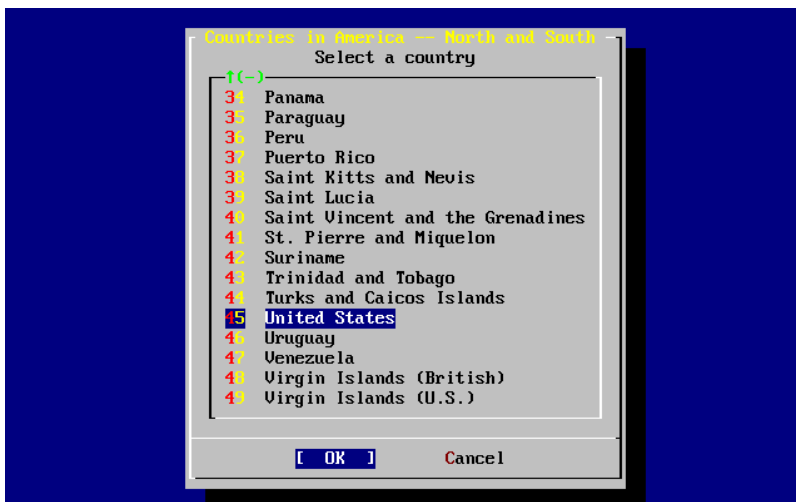 Countries in America -- North and South
Select a country
↑(-)
34 Panama
35 Paraguay
36 Peru
37 Puerto Rico
38 Saint Kitts and Nevis
39 Saint Lucia
40 Saint Vincent and the Grenadines
41 St. Pierre and Miquelon
42 Suriname
43 Trinidad and Tobago
44 Turks and Caicos Islands
45 United States
46 Uruguay
47 Venezuela
48 Virgin Islands (British)
49 Virgin Islands (U.S.)
[ OK ] Cancel